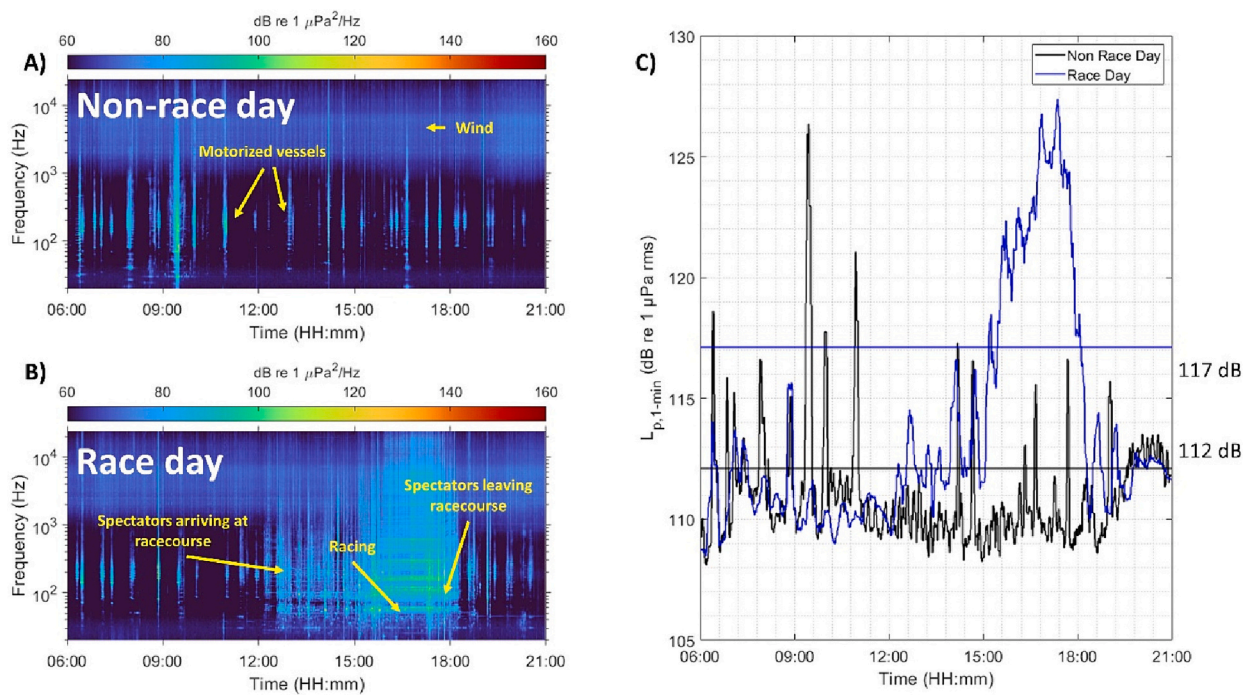 dB re 1 μPa²/Hz
60 80 100 120 140 160
A)
Non-race day
Wind
Motorized vessels
Frequency (Hz)
10⁴
10³
10²
06:00 09:00 12:00 15:00 18:00 21:00
Time (HH:mm)
dB re 1 μPa²/Hz
60 80 100 120 140 160
B)
Race day
Spectators leaving
racecourse
Spectators arriving at
racecourse
Racing
Frequency (Hz)
10⁴
10³
10²
06:00 09:00 12:00 15:00 18:00 21:00
Time (HH:mm)
C)
Non Race Day
Race Day
Lp,1-min (dB re 1 μPa rms)
130
125
120
115
110
105
117 dB
112 dB
06:00 09:00 12:00 15:00 18:00 21:00
Time (HH:mm)